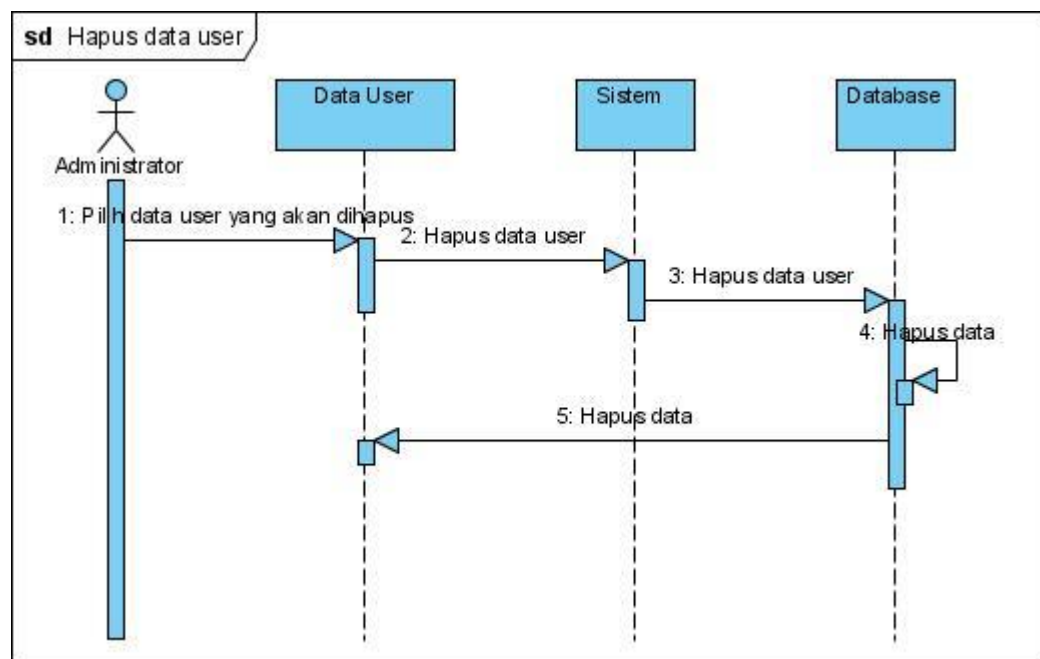 sd Hapus data user
Data User
Sistem
Database
Administrator
1: Pilih data user yang akan dihapus
2: Hapus data user
3: Hapus data user
4: Hapus data
5: Hapus data